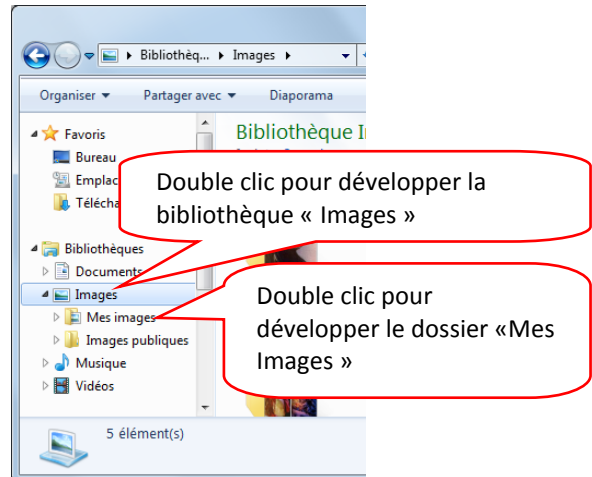 Bibliothèq... Images
Organiser Partager avec Diaporama
Favoris
Bureau
Emplac
Télécha
Bibliothèques
Documents
Images
Mes images
Images publiques
Musique
Vidéos
Bibliothèque I
Double clic pour développer la
bibliothèque « Images »
Double clic pour
développer le dossier «Mes
Images »
5 élément(s)